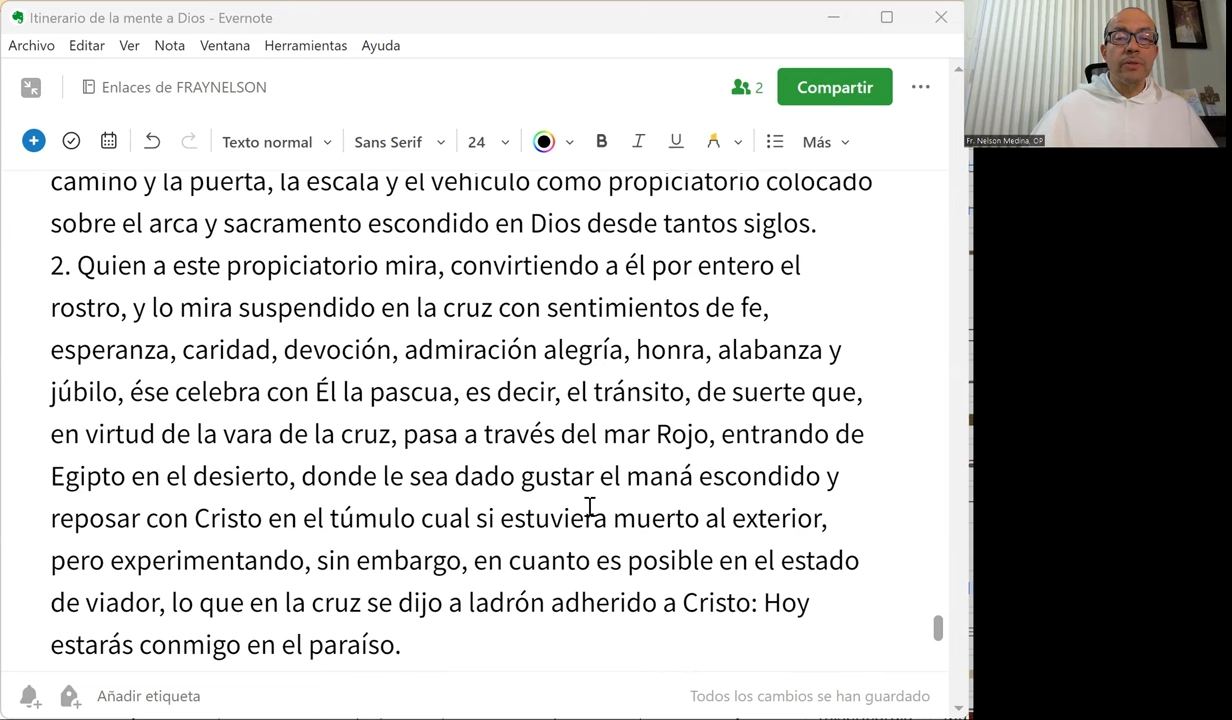 Itinerario de la mente a Dios - Evernote
Archivo Editar Ver Nota Ventana Herramientas Ayuda
Enlaces de FRAYNELSON
2
Compartir
Texto normal Sans Serif 24 B I U A Más
camino y la puerta, la escala y el vehículo como propiciatorio colocado
sobre el arca y sacramento escondido en Dios desde tantos siglos.
2. Quien a este propiciatorio mira, convirtiendo a él por entero el
rostro, y lo mira suspendido en la cruz con sentimientos de fe,
esperanza, caridad, devoción, admiración alegría, honra, alabanza y
júbilo, ése celebra con Él la pascua, es decir, el tránsito, de suerte que,
en virtud de la vara de la cruz, pasa a través del mar Rojo, entrando de
Egipto en el desierto, donde le sea dado gustar el maná escondido y
reposar con Cristo en el túmulo cual si estuviera muerto al exterior,
pero experimentando, sin embargo, en cuanto es posible en el estado
de viador, lo que en la cruz se dijo a ladrón adherido a Cristo: Hoy
estarás conmigo en el paraíso.
Añadir etiqueta
Todos los cambios se han guardado
Fr. Nelson Medina, OP